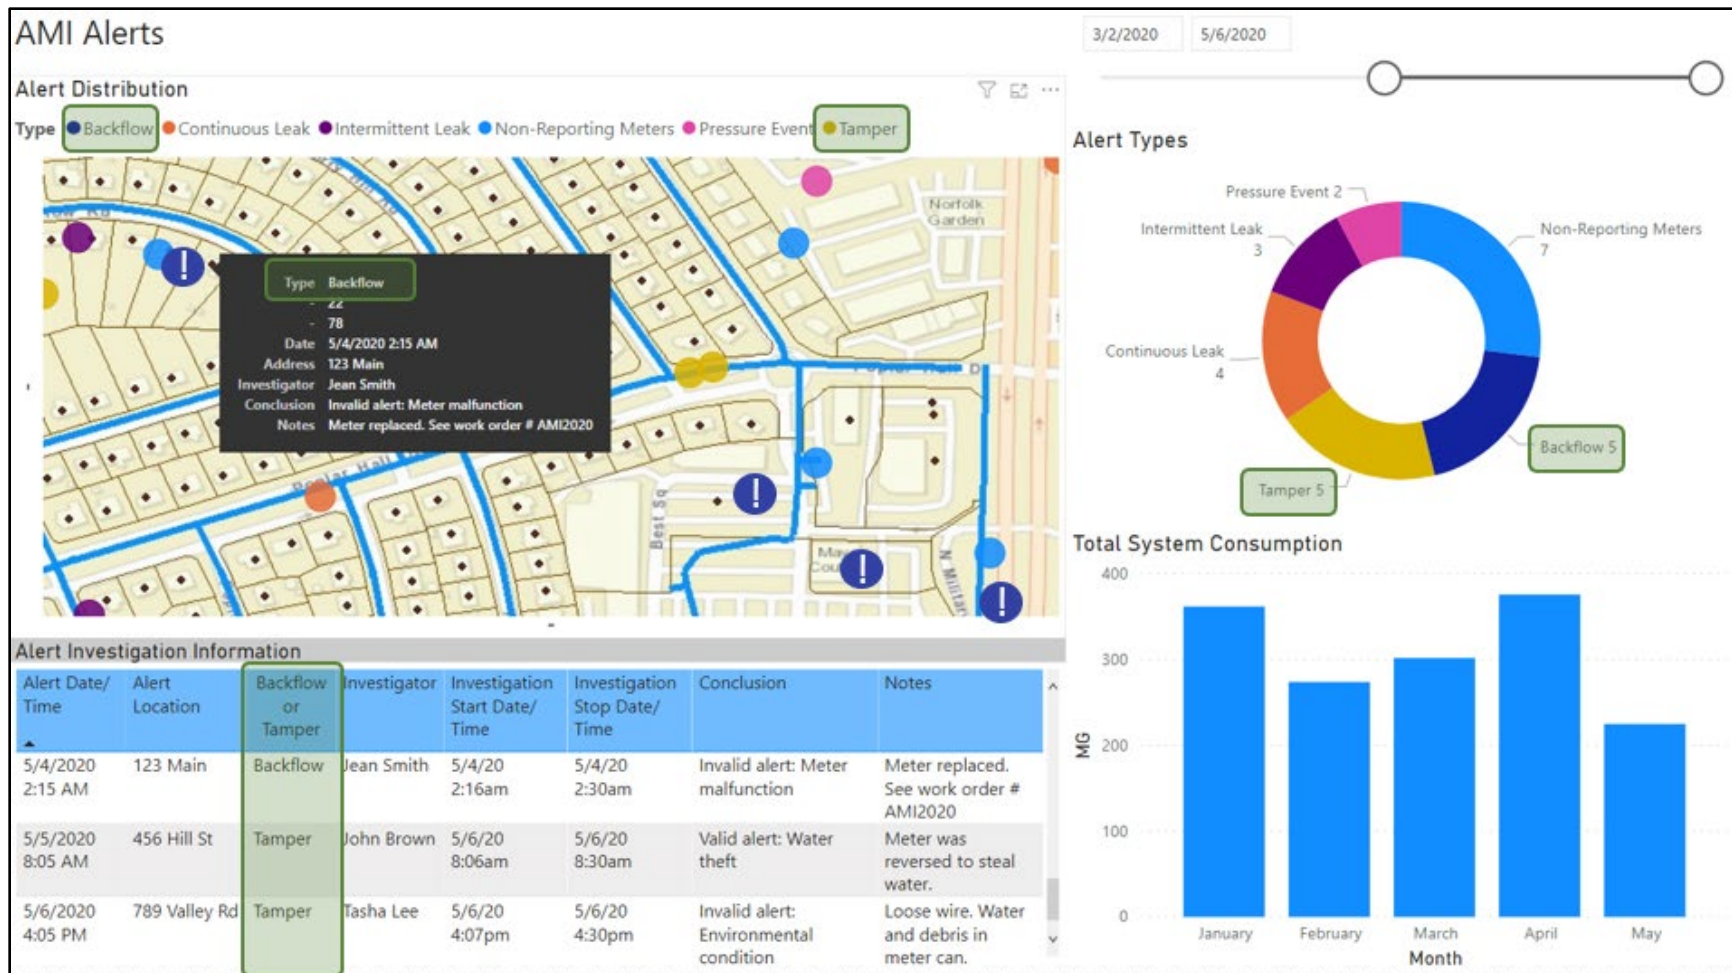 AMI Alerts
3/2/2020 5/6/2020
Alert Distribution
Type Backflow Continuous Leak Intermittent Leak Non-Reporting Meters Pressure Event Tamper
Norfolk
Garden
Type Backflow
- 22
- 78
Date 5/4/2020 2:15 AM
Address 123 Main
Investigator Jean Smith
Conclusion Invalid alert: Meter malfunction
Notes Meter replaced. See work order # AMI2020
Poplar Hall D
Poplar Hall
Best Sq
N Military
!
!
!
!
Alert Types
Pressure Event 2
Intermittent Leak
3
Non-Reporting Meters
7
Continuous Leak
4
Backflow 5
Tamper 5
Alert Investigation Information
Alert Date/
Time
Alert
Location
Backflow
or
Tamper
Investigator
Investigation
Start Date/
Time
Investigation
Stop Date/
Time
Conclusion
Notes
5/4/2020
2:15 AM
123 Main
Backflow
Jean Smith
5/4/20
2:16am
5/4/20
2:30am
Invalid alert: Meter
malfunction
Meter replaced.
See work order #
AMI2020
5/5/2020
8:05 AM
456 Hill St
Tamper
John Brown
5/6/20
8:06am
5/6/20
8:30am
Valid alert: Water
theft
Meter was
reversed to steal
water.
5/6/2020
4:05 PM
789 Valley Rd
Tamper
Tasha Lee
5/6/20
4:07pm
5/6/20
4:30pm
Invalid alert:
Environmental
condition
Loose wire. Water
and debris in
meter can.
Total System Consumption
400
300
200
100
0
MG
January February March April May
Month